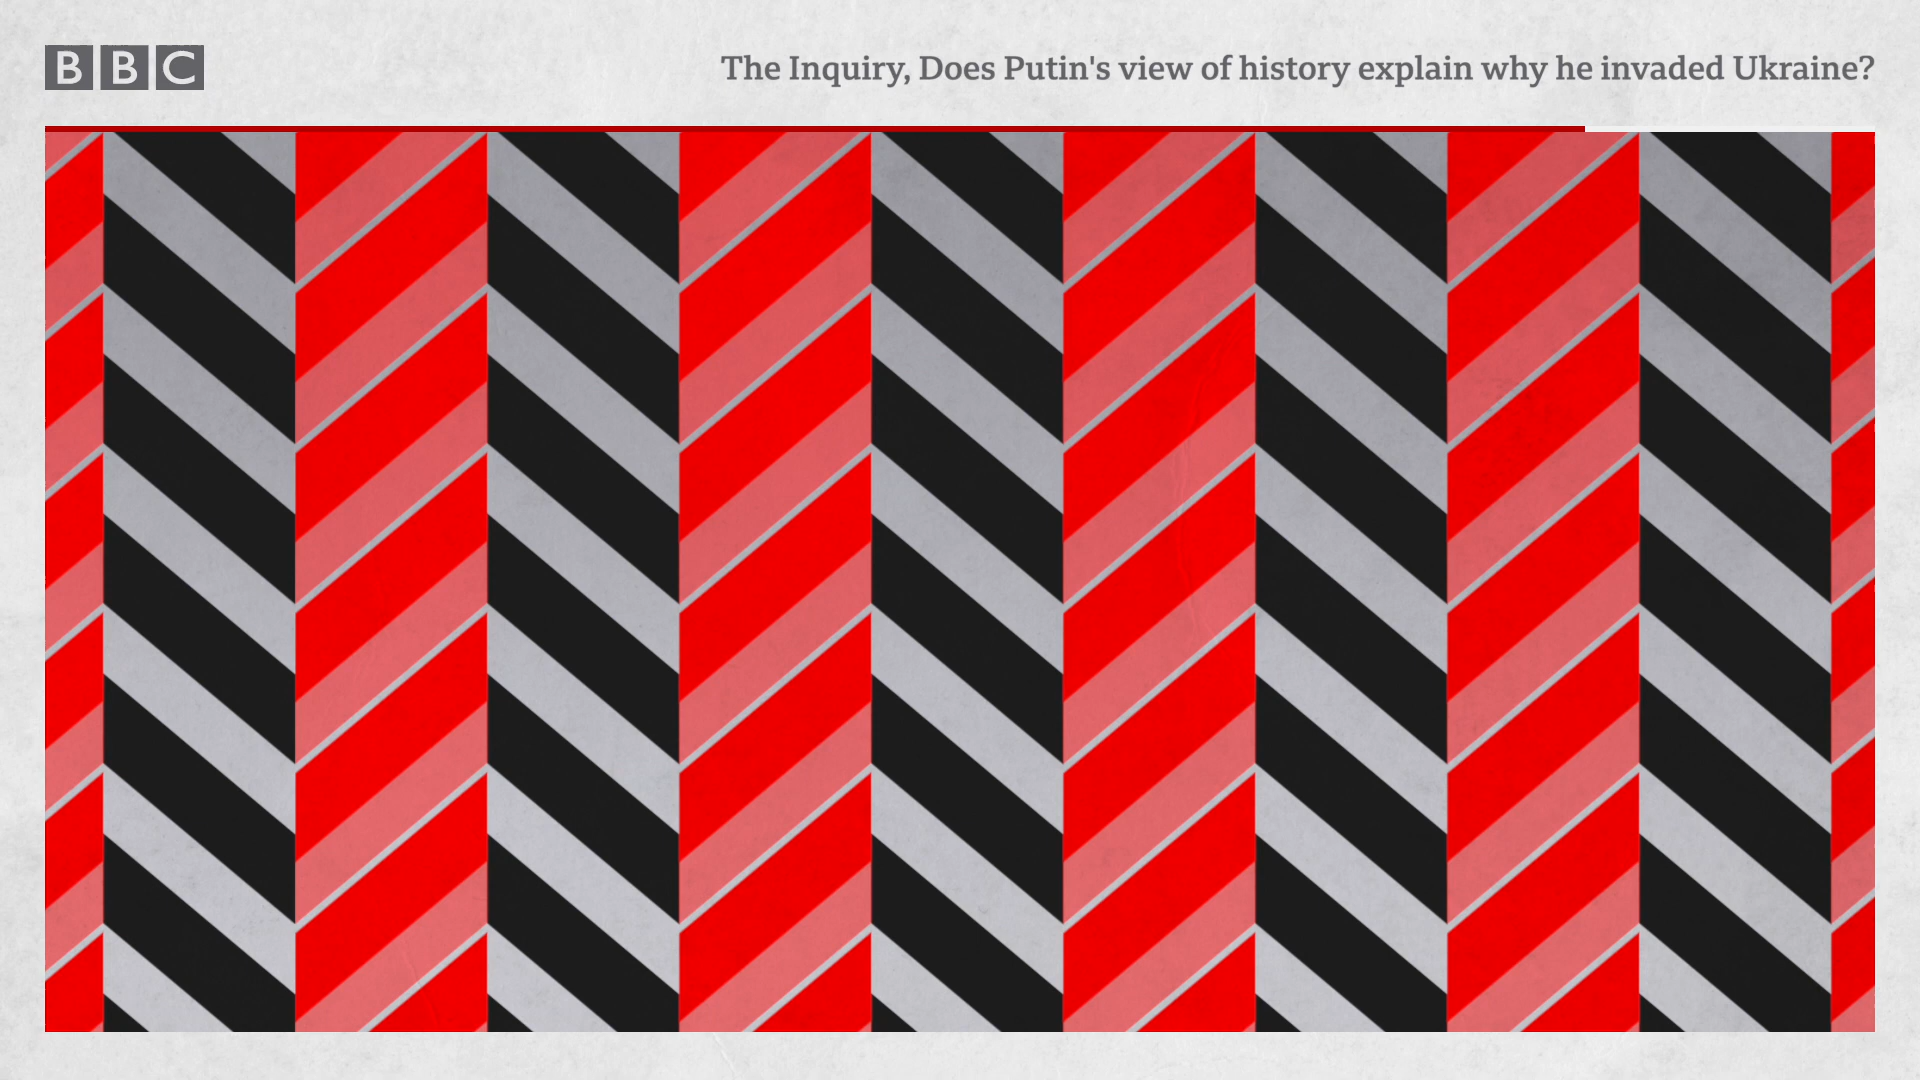 BBC
The Inquiry, Does Putin's view of history explain why he invaded Ukraine?